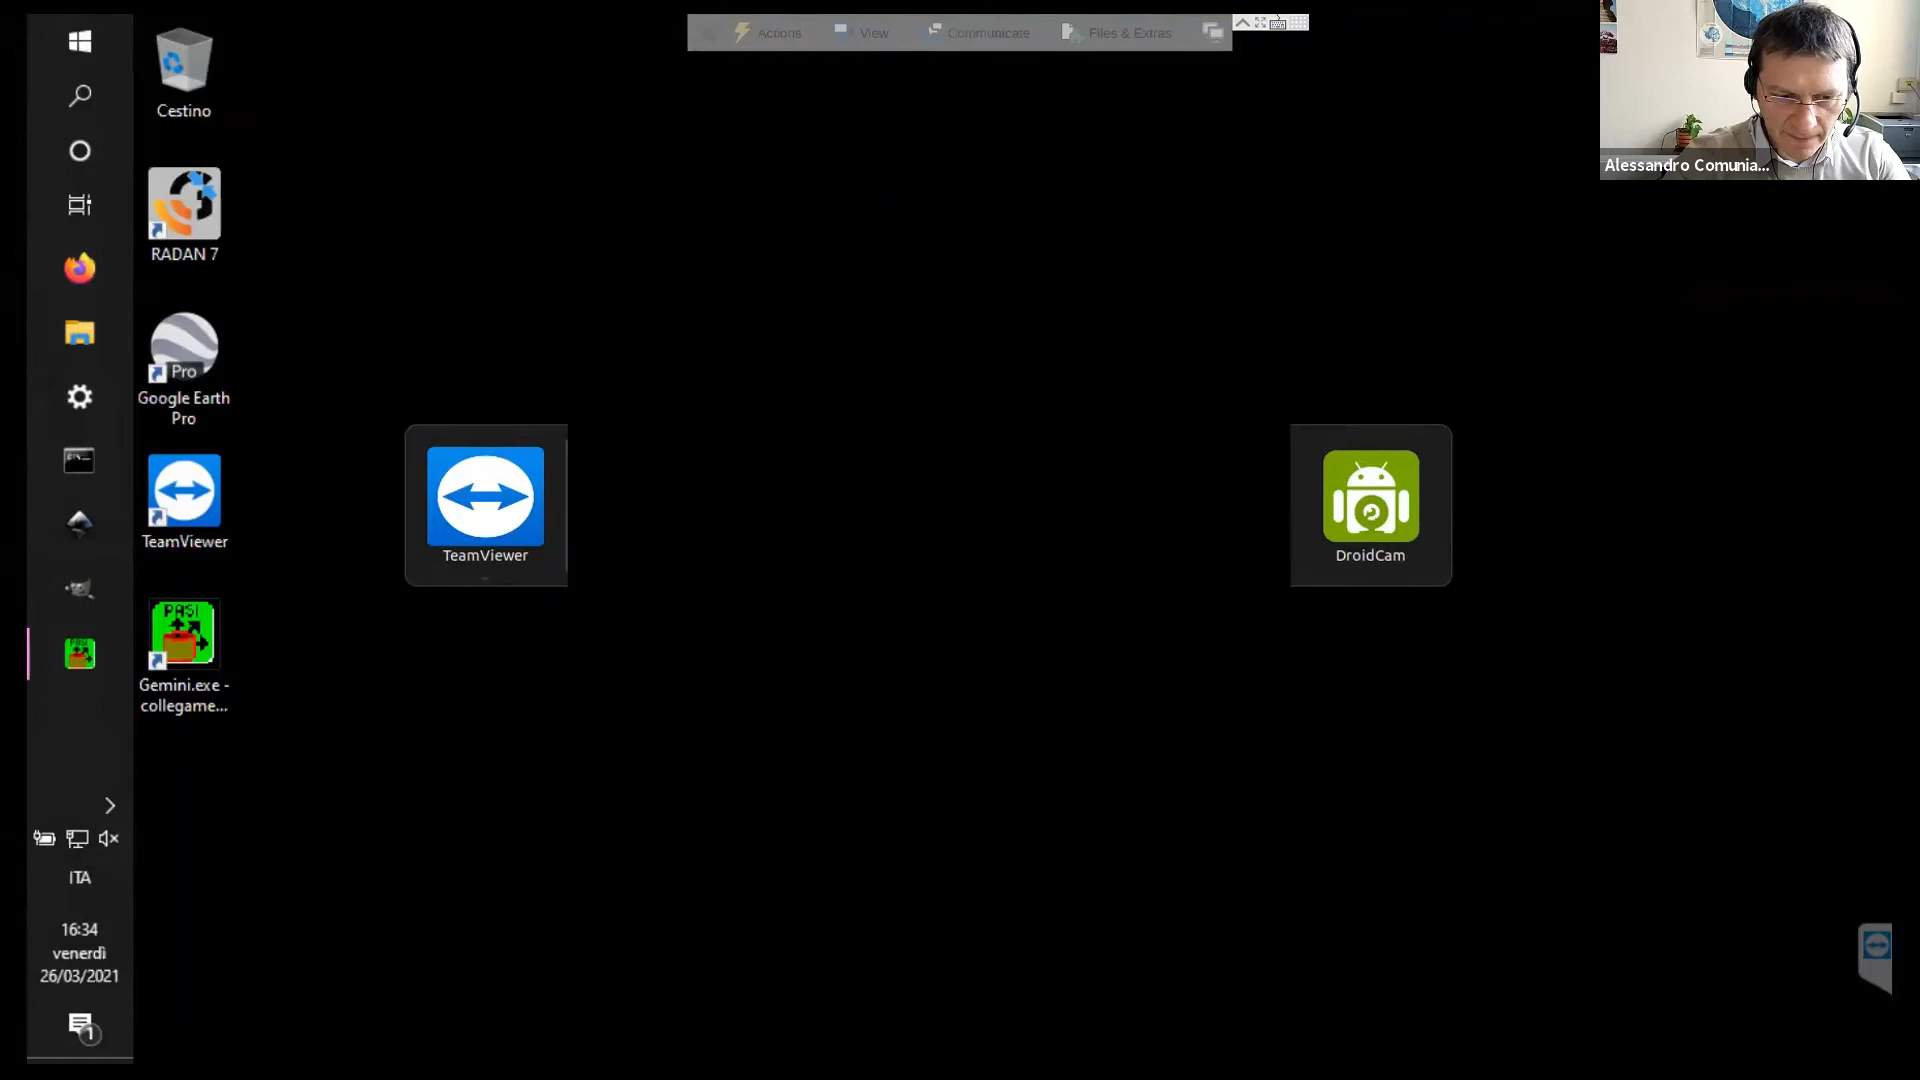 Actions
View
Communicate
Files & Extras
Alessandro Comunia...
Cestino
RADAN 7
Pro
Google Earth
Pro
TeamViewer
PASI
Gemini.exe -
collegame...
TeamViewer
DroidCam
ITA
16:34
venerdì
26/03/2021
1